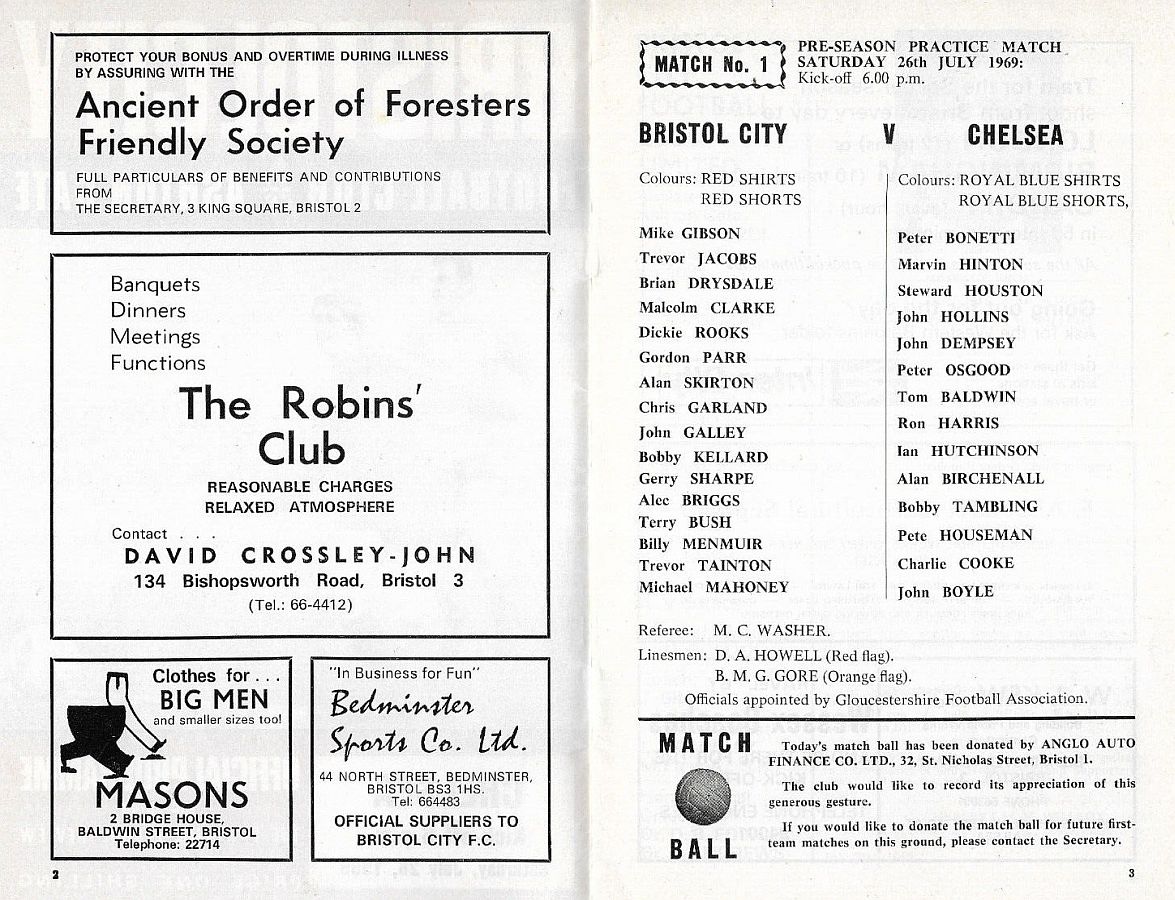 PROTECT YOUR BONUS AND OVERTIME DURING ILLNESS
BY ASSURING WITH THE
Ancient Order of Foresters
Friendly Society
FULL PARTICULARS OF BENEFITS AND CONTRIBUTIONS
FROM
THE SECRETARY, 3 KING SQUARE, BRISTOL 2
Banquets
Dinners
Meetings
Functions
The Robins'
Club
REASONABLE CHARGES
RELAXED ATMOSPHERE
Contact . . .
DAVID CROSSLEY-JOHN
134 Bishopsworth Road, Bristol 3
(Tel.: 66-4412)
Clothes for . . .
BIG MEN
and smaller sizes too!
MASONS
2 BRIDGE HOUSE,
BALDWIN STREET, BRISTOL
Telephone: 22714
"In Business for Fun"
Bedminster
Sports Co. Ltd.
44 NORTH STREET, BEDMINSTER,
BRISTOL BS3 1HS.
Tel: 664483
OFFICIAL SUPPLIERS TO
BRISTOL CITY F.C.
2
MATCH No. 1
PRE-SEASON PRACTICE MATCH
SATURDAY 26th JULY 1969:
Kick-off 6.00 p.m.
BRISTOL CITY V CHELSEA
Colours: RED SHIRTS
RED SHORTS
Mike GIBSON
Trevor JACOBS
Brian DRYSDALE
Malcolm CLARKE
Dickie ROOKS
Gordon PARR
Alan SKIRTON
Chris GARLAND
John GALLEY
Bobby KELLARD
Gerry SHARPE
Alec BRIGGS
Terry BUSH
Billy MENMUIR
Trevor TAINTON
Michael MAHONEY
Colours: ROYAL BLUE SHIRTS
ROYAL BLUE SHORTS,
Peter BONETTI
Marvin HINTON
Steward HOUSTON
John HOLLINS
John DEMPSEY
Peter OSGOOD
Tom BALDWIN
Ron HARRIS
Ian HUTCHINSON
Alan BIRCHENALL
Bobby TAMBLING
Pete HOUSEMAN
Charlie COOKE
John BOYLE
Referee: M. C. WASHER.
Linesmen: D. A. HOWELL (Red flag).
B. M. G. GORE (Orange flag).
Officials appointed by Gloucestershire Football Association.
MATCH
BALL
Today's match ball has been donated by ANGLO AUTO
FINANCE CO. LTD., 32, St. Nicholas Street, Bristol 1.
The club would like to record its appreciation of this
generous gesture.
If you would like to donate the match ball for future first-
team matches on this ground, please contact the Secretary.
3